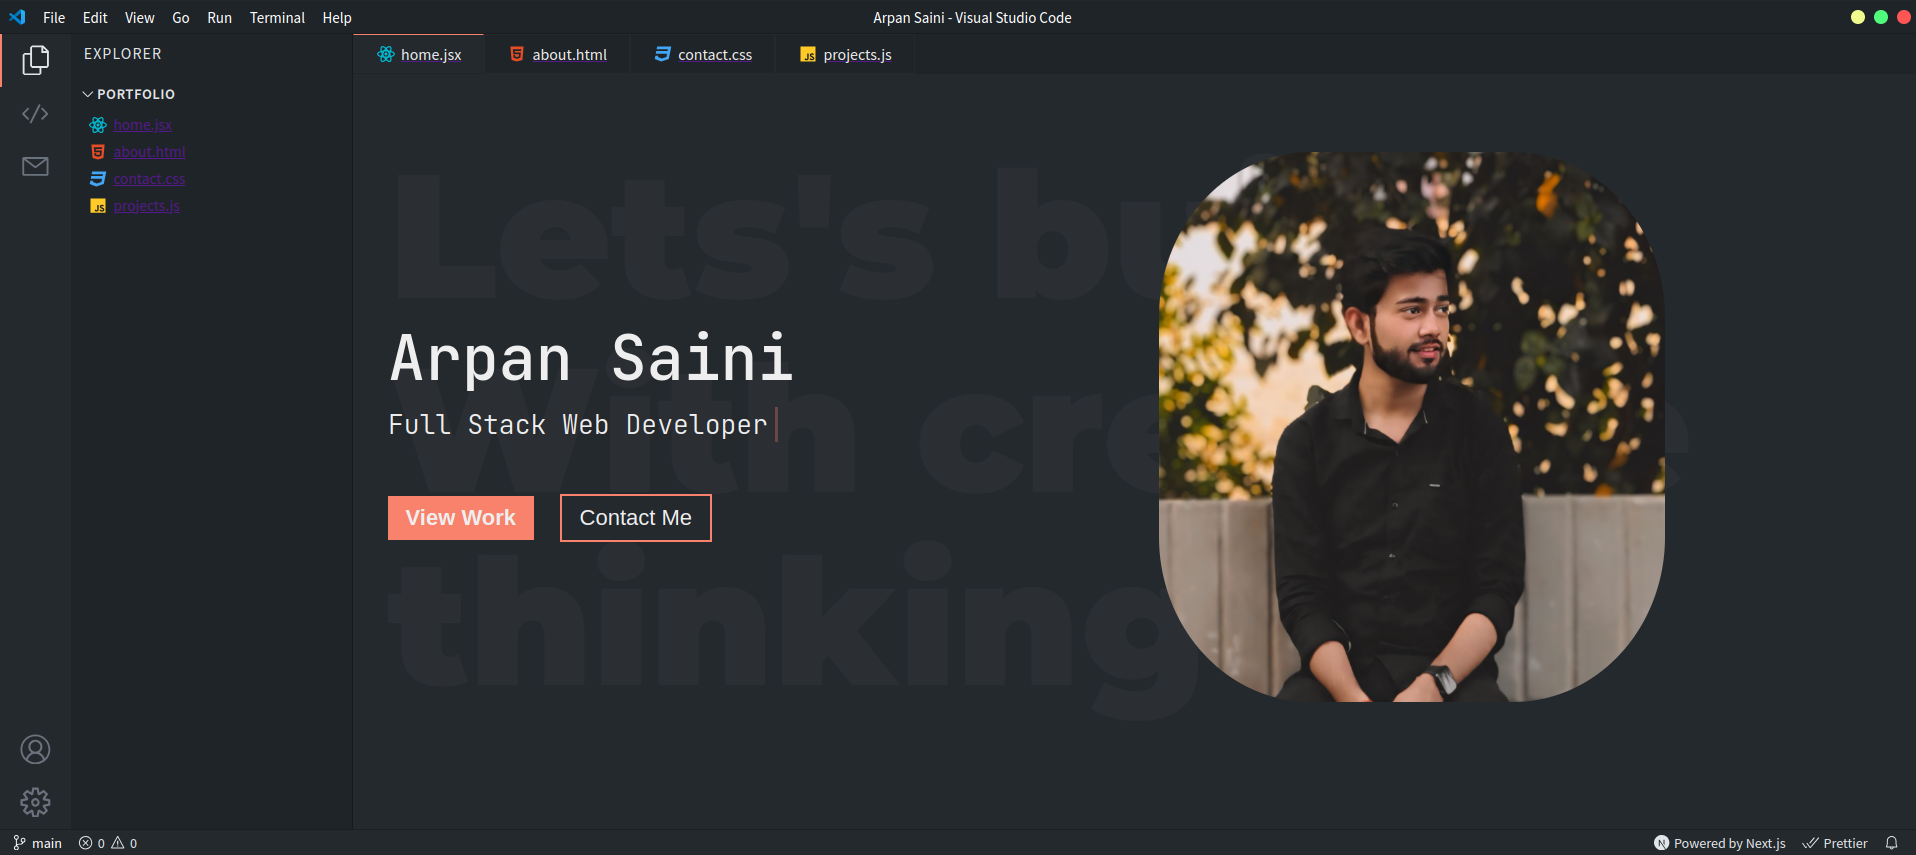 File Edit View Go Run Terminal Help
Arpan Saini - Visual Studio Code
EXPLORER
PORTFOLIO
home.jsx
about.html
contact.css
projects.js
home.jsx about.html contact.css projects.js
Lets's bu
With cre
thinking
Arpan Saini
Full Stack Web Developer
View Work Contact Me
main 0 0
Powered by Next.js Prettier